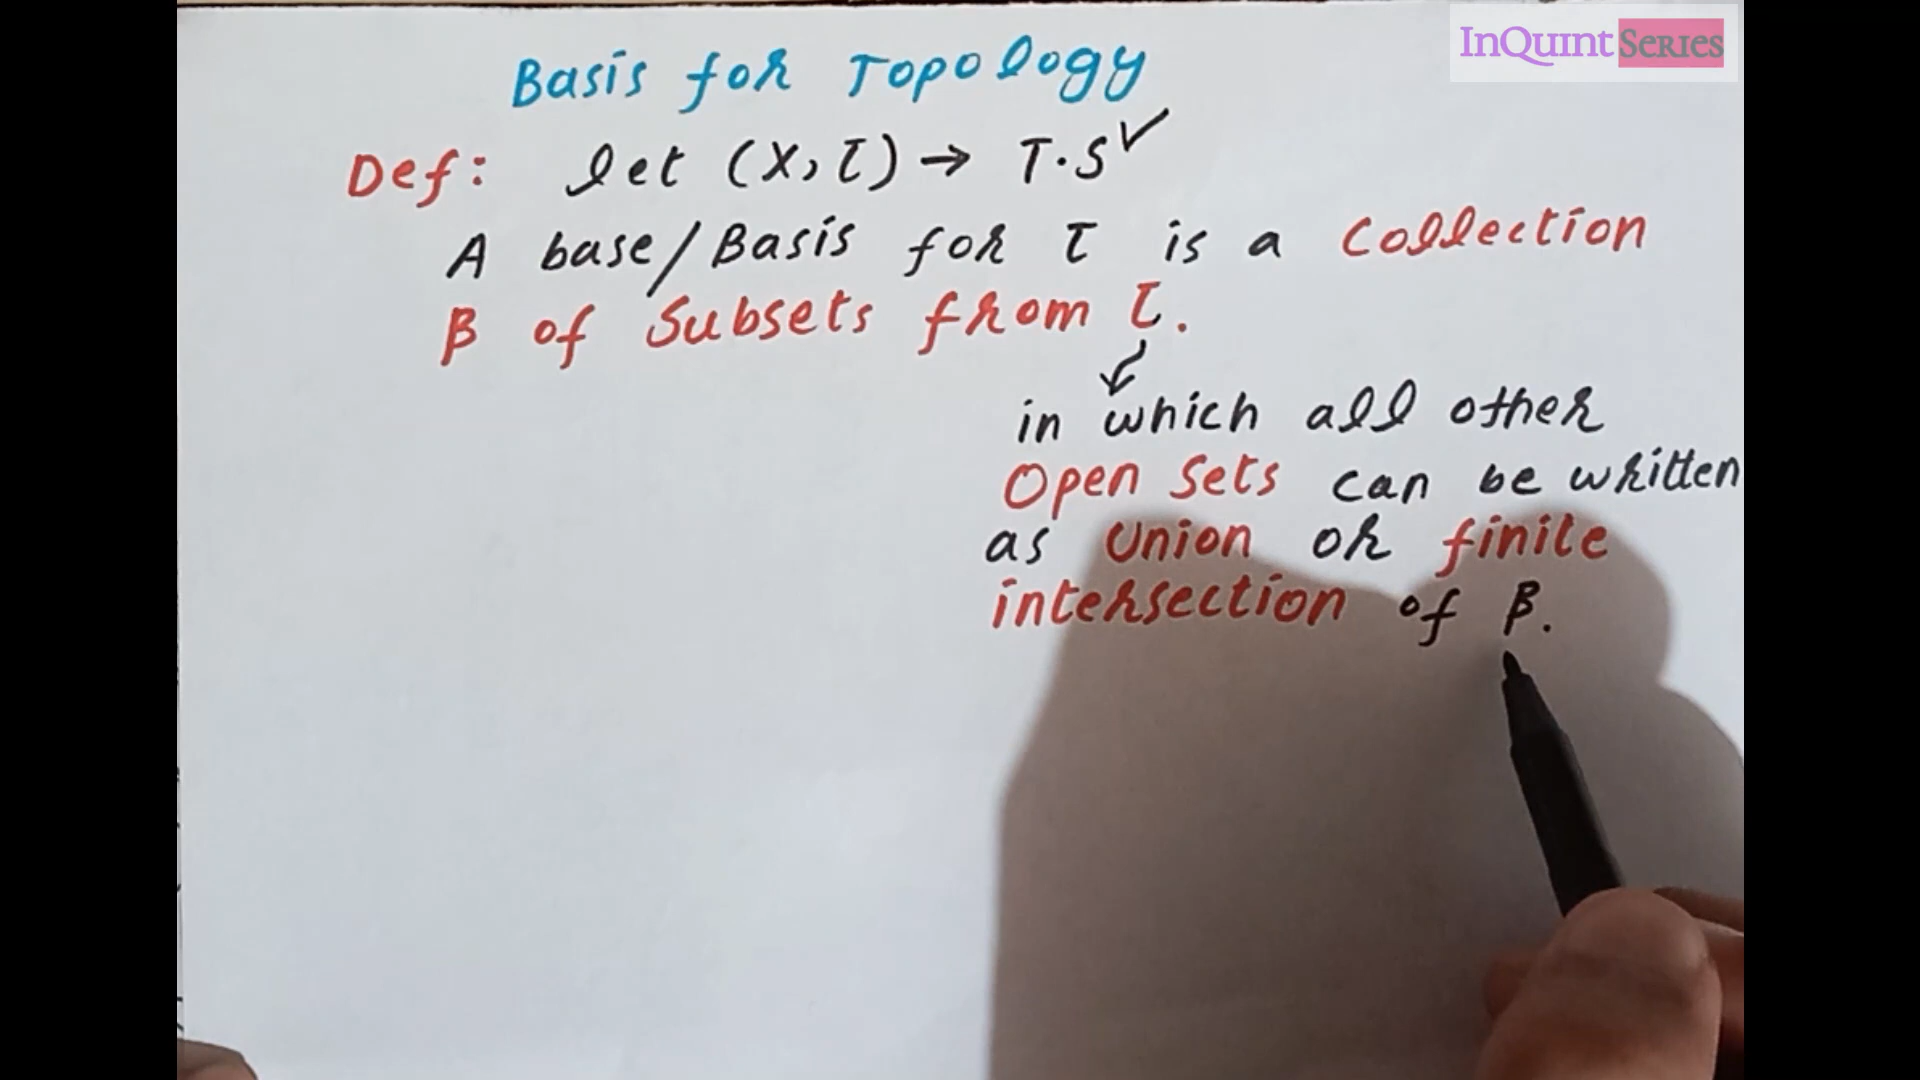 InQuint Series
Basis for Topology
Def: let (X, τ) → T.S ✓
A base/Basis for τ is a Collection
β of Subsets from τ.
in which all other
Open Sets can be written
as Union or finite
intersection of β.